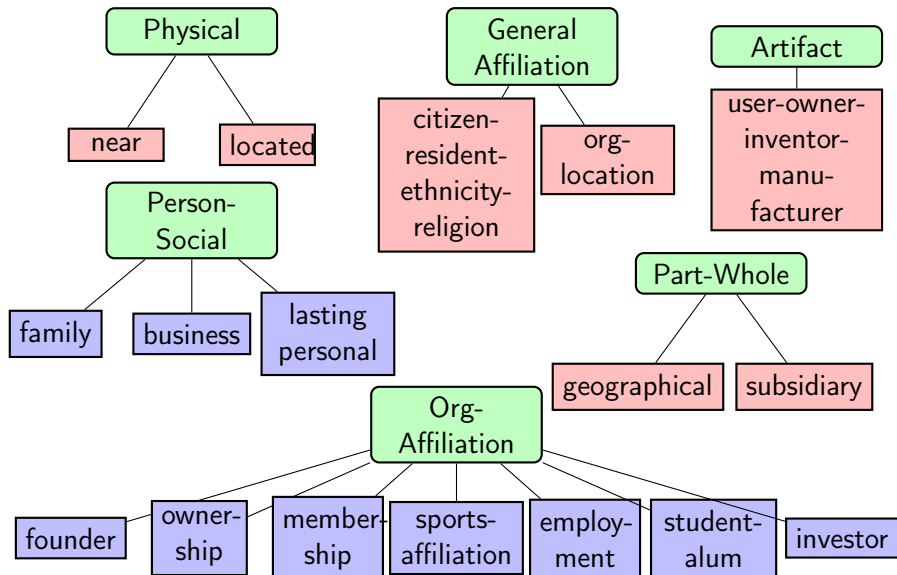 Physical
near
located
General
Affiliation
citizen-
resident-
ethnicity-
religion
org-
location
Artifact
user-owner-
inventor-
manu-
facturer
Person-
Social
family
business
lasting
personal
Part-Whole
geographical
subsidiary
Org-
Affiliation
founder
owner-
ship
member-
ship
sports-
affiliation
employ-
ment
student-
alum
investor